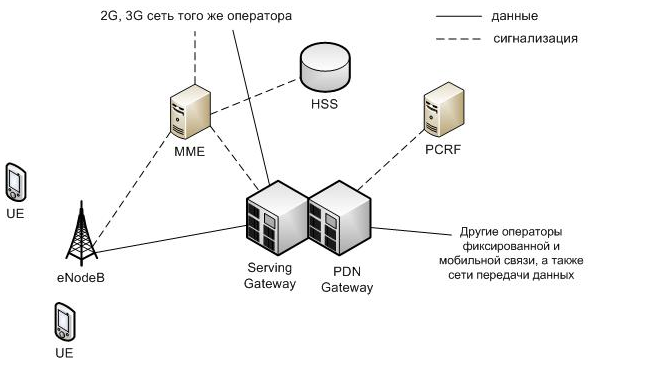 2G, 3G сеть того же оператора
данные
сигнализация
HSS
MME
PCRF
UE
Другие операторы
фиксированной и
мобильной связи, а также
сети передачи данных
eNodeB
Serving
Gateway
PDN
Gateway
UE